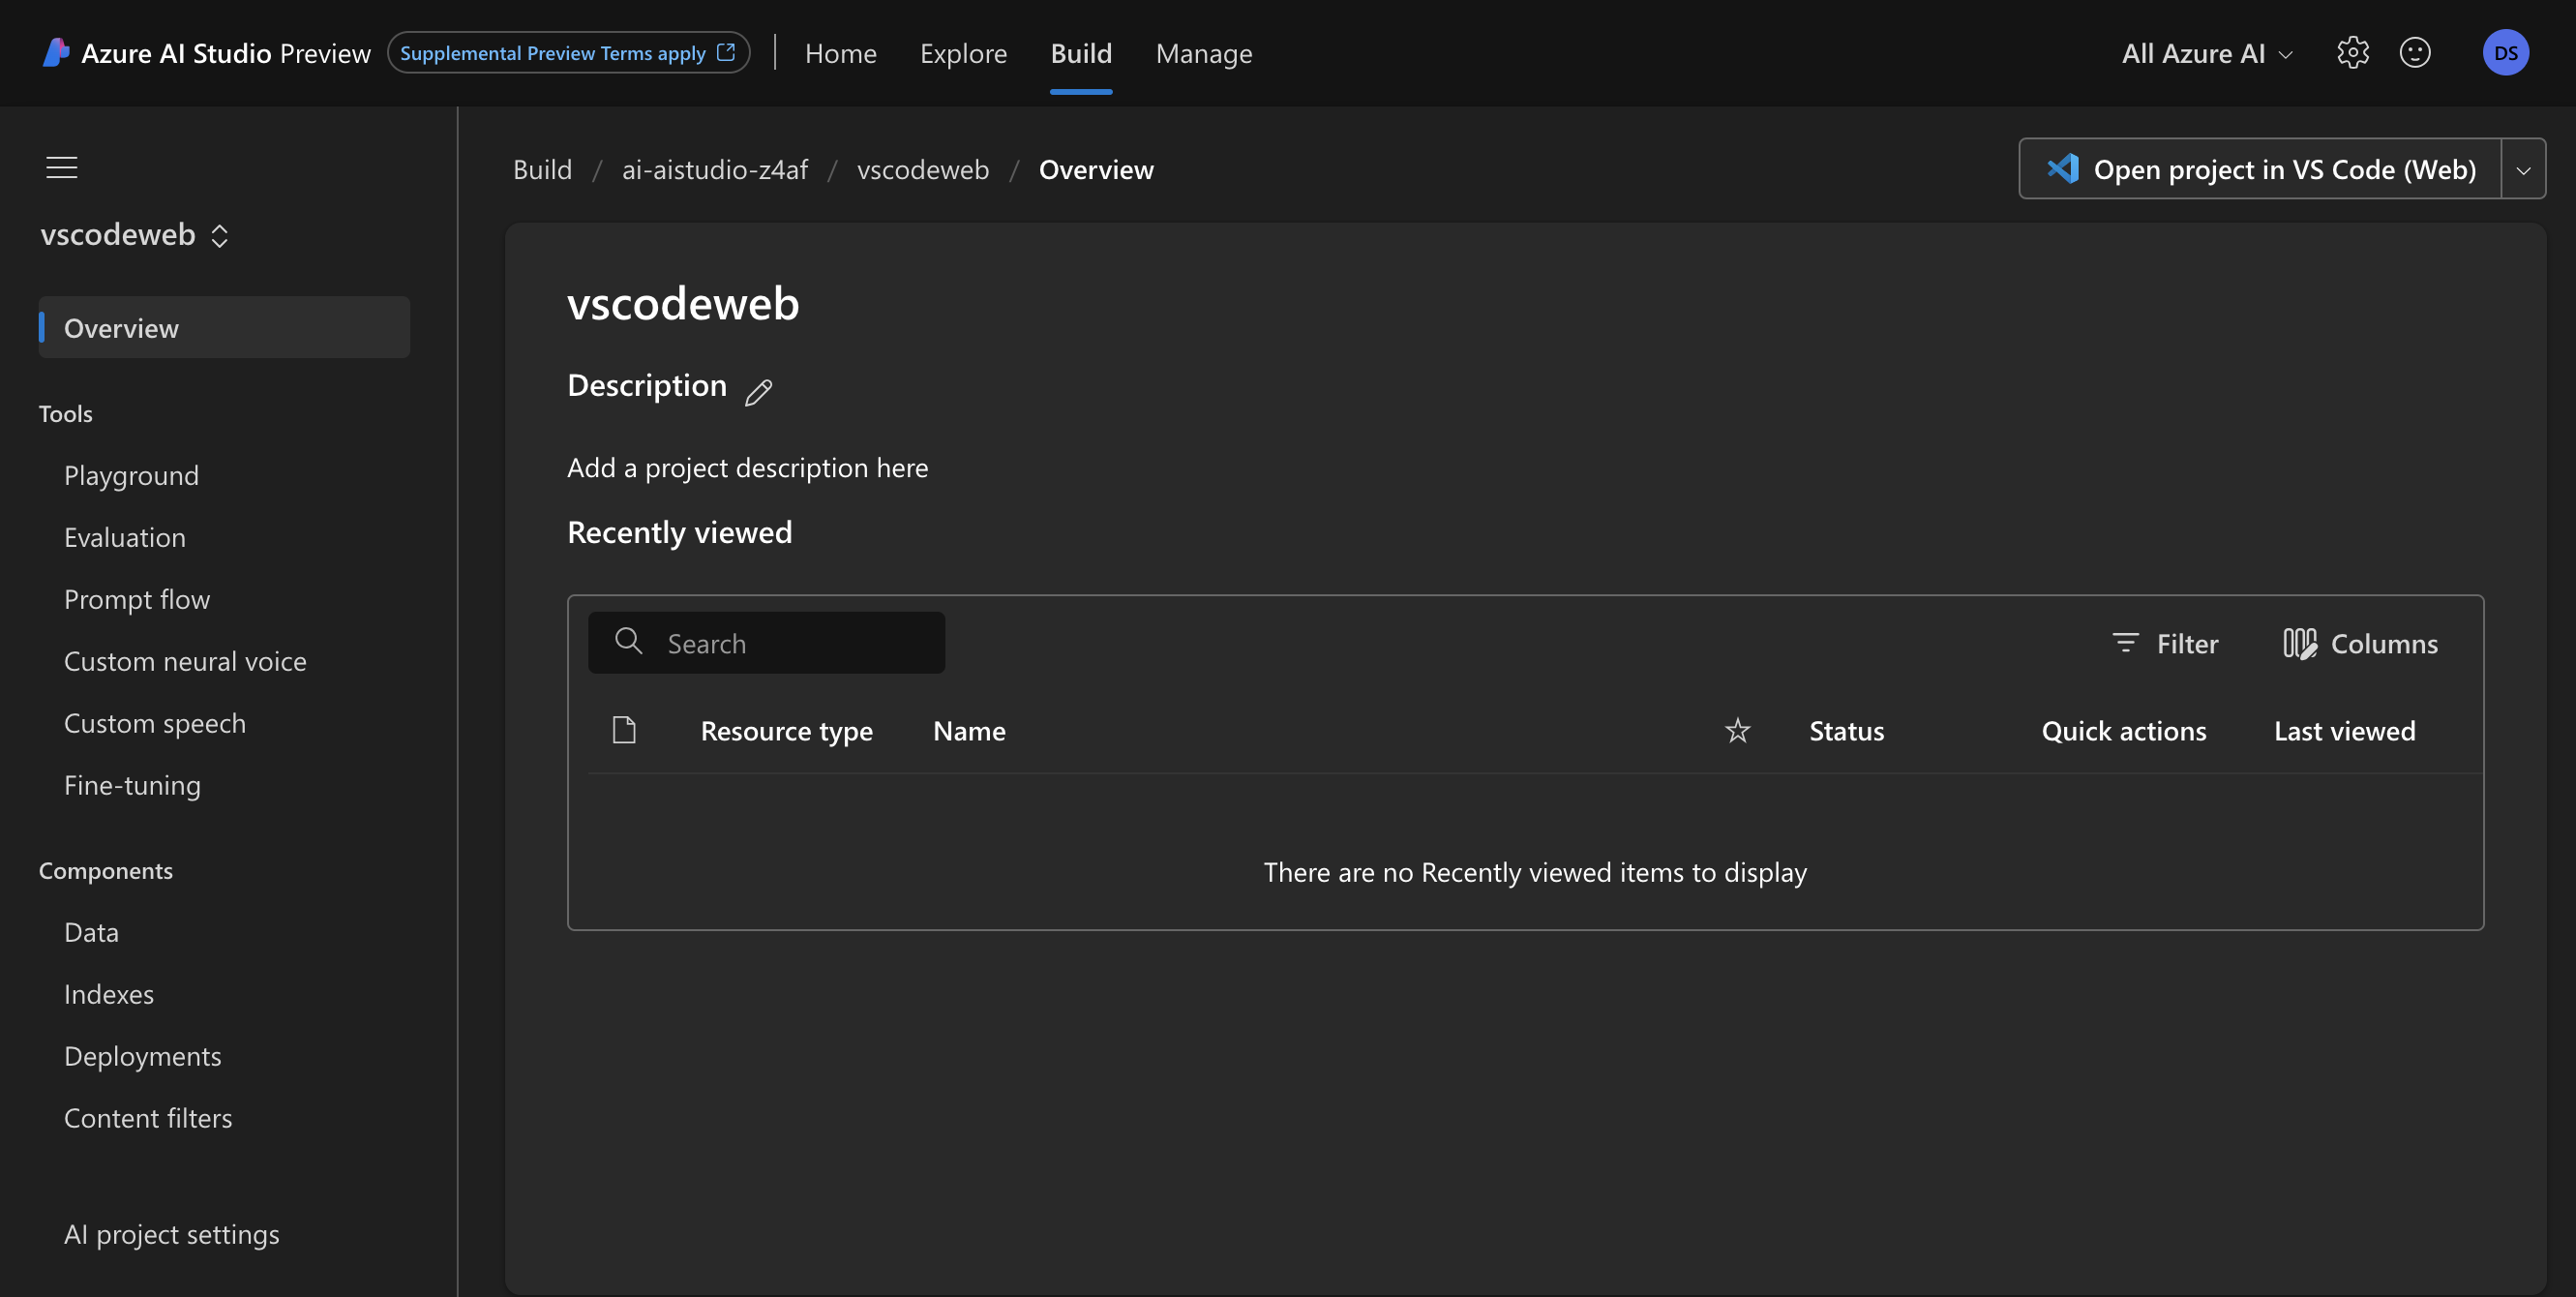 Azure AI Studio Preview Supplemental Preview Terms apply Home Explore Build Manage All Azure AI DS
Build / ai-aistudio-z4af / vscodeweb / Overview Open project in VS Code (Web)
vscodeweb
Overview
Tools
Playground
Evaluation
Prompt flow
Custom neural voice
Custom speech
Fine-tuning
Components
Data
Indexes
Deployments
Content filters
AI project settings
vscodeweb
Description
Add a project description here
Recently viewed
Search Filter Columns
Resource type Name Status Quick actions Last viewed
There are no Recently viewed items to display